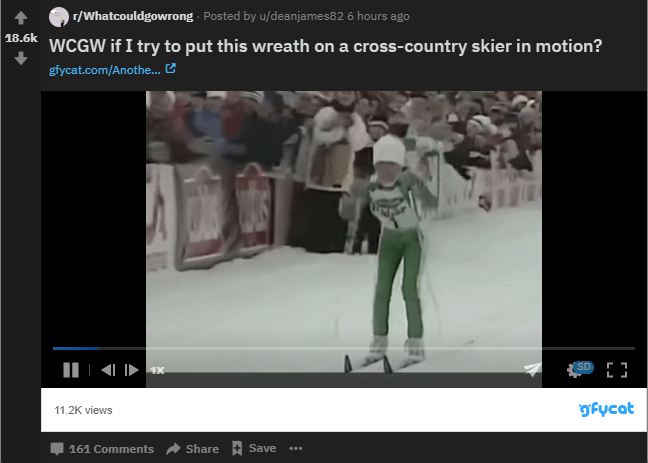 r/Whatcouldgowrong · Posted by u/deanjames82 6 hours ago
18.6k
WCGW if I try to put this wreath on a cross-country skier in motion?
gfycat.com/Anothe...
1X
SD
11.2K views
gfycat
161 Comments
Share
Save